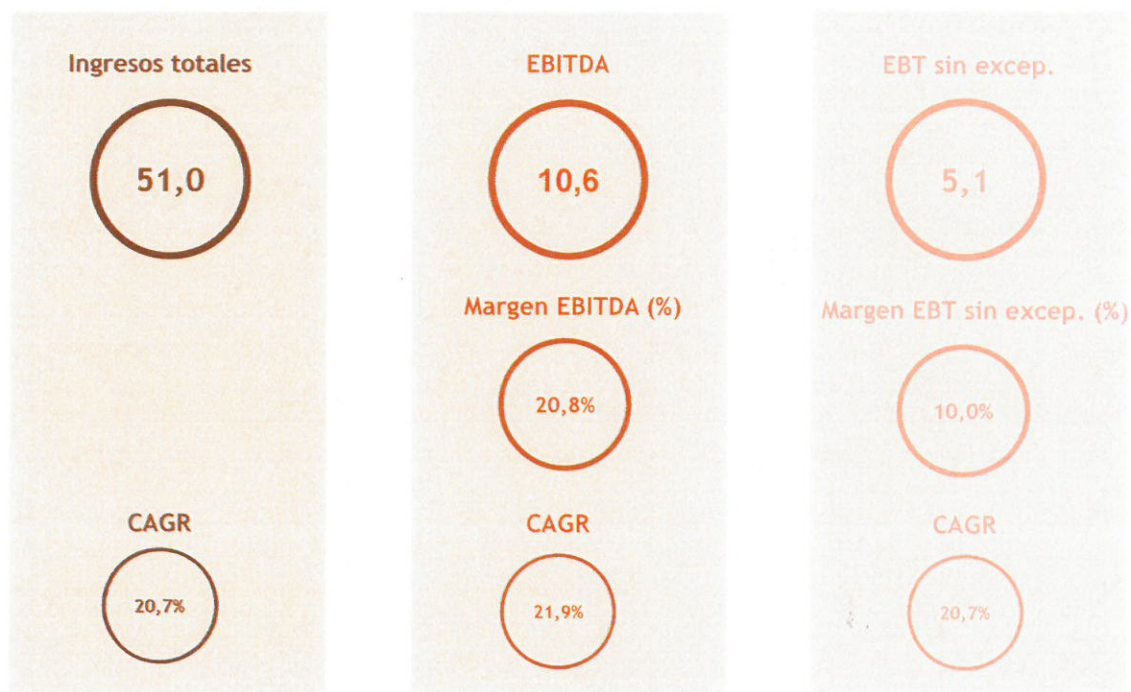 Ingresos totales
51,0
CAGR
20,7%
EBITDA
10,6
Margen EBITDA (%)
20,8%
CAGR
21,9%
EBT sin excep.
5,1
Margen EBT sin excep. (%)
10,0%
CAGR
20,7%